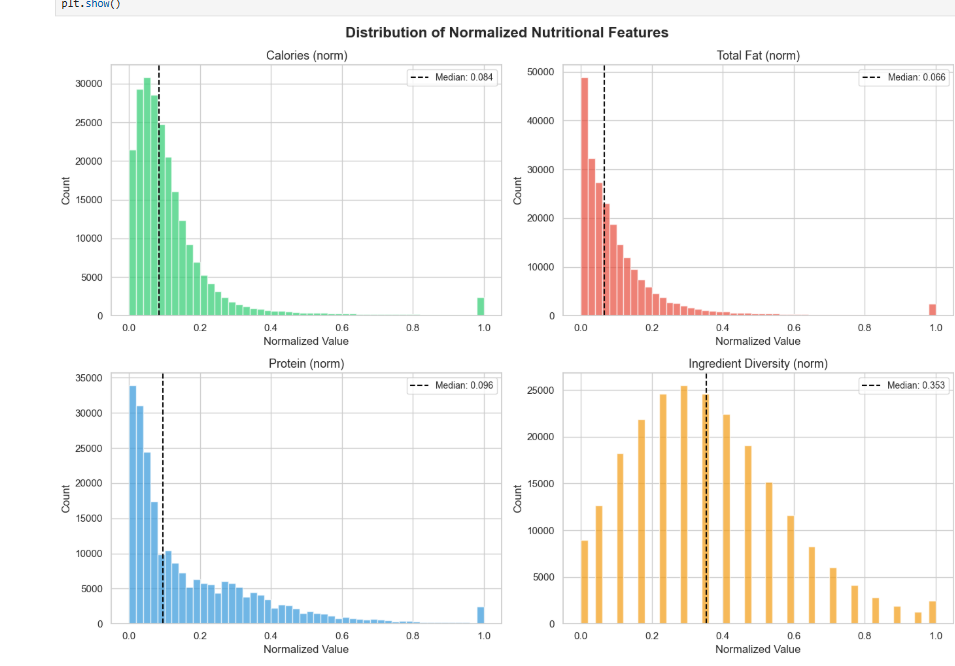 plt.show()
Distribution of Normalized Nutritional Features
Calories (norm)
Median: 0.084
30000
25000
20000
15000
10000
5000
0
Count
0.0 0.2 0.4 0.6 0.8 1.0
Normalized Value
Total Fat (norm)
Median: 0.066
50000
40000
30000
20000
10000
0
Count
0.0 0.2 0.4 0.6 0.8 1.0
Normalized Value
Protein (norm)
Median: 0.096
35000
30000
25000
20000
15000
10000
5000
0
Count
0.0 0.2 0.4 0.6 0.8 1.0
Normalized Value
Ingredient Diversity (norm)
Median: 0.353
25000
20000
15000
10000
5000
0
Count
0.0 0.2 0.4 0.6 0.8 1.0
Normalized Value